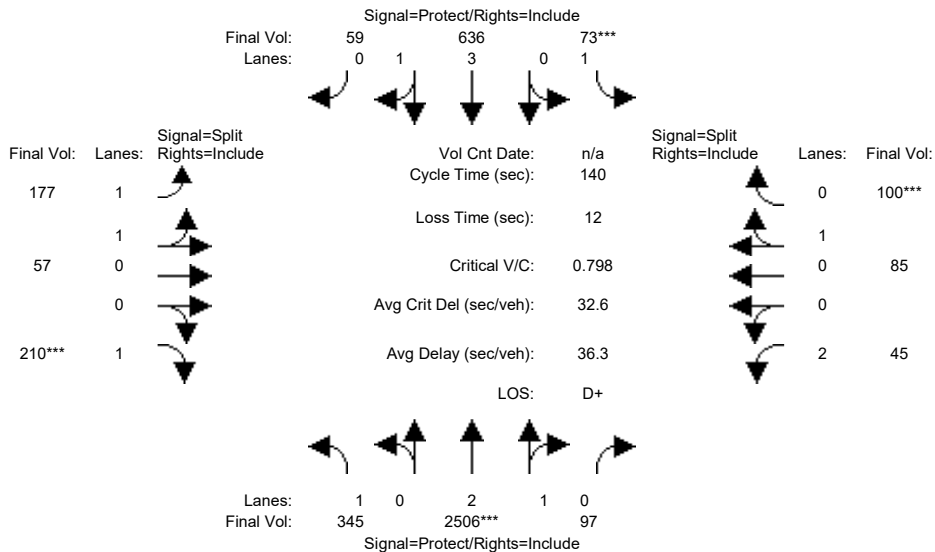 Signal=Protect/Rights=Include
Final Vol: 59 636 73***
Lanes: 0 1 3 0 1
Signal=Split
Final Vol: Lanes: Rights=Include
Vol Cnt Date: n/a
Signal=Split
Rights=Include Lanes: Final Vol:
Cycle Time (sec): 140
177 1
0 100***
Loss Time (sec): 12
1
1
57 0
Critical V/C: 0.798
0 85
0
Avg Crit Del (sec/veh): 32.6
0
210*** 1
Avg Delay (sec/veh): 36.3
2 45
LOS: D+
Lanes: 1 0 2 1 0
Final Vol: 345 2506*** 97
Signal=Protect/Rights=Include